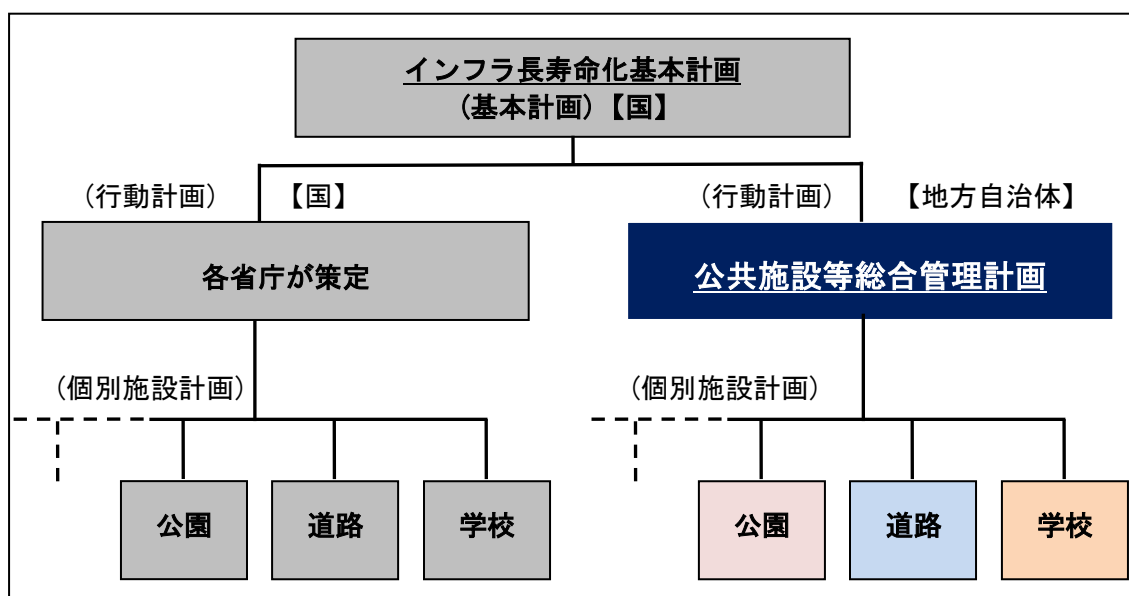 インフラ長寿命化基本計画
(基本計画)【国】
(行動計画) 【国】
(行動計画) 【地方自治体】
各省庁が策定
公共施設等総合管理計画
(個別施設計画)
(個別施設計画)
公園
道路
学校
公園
道路
学校